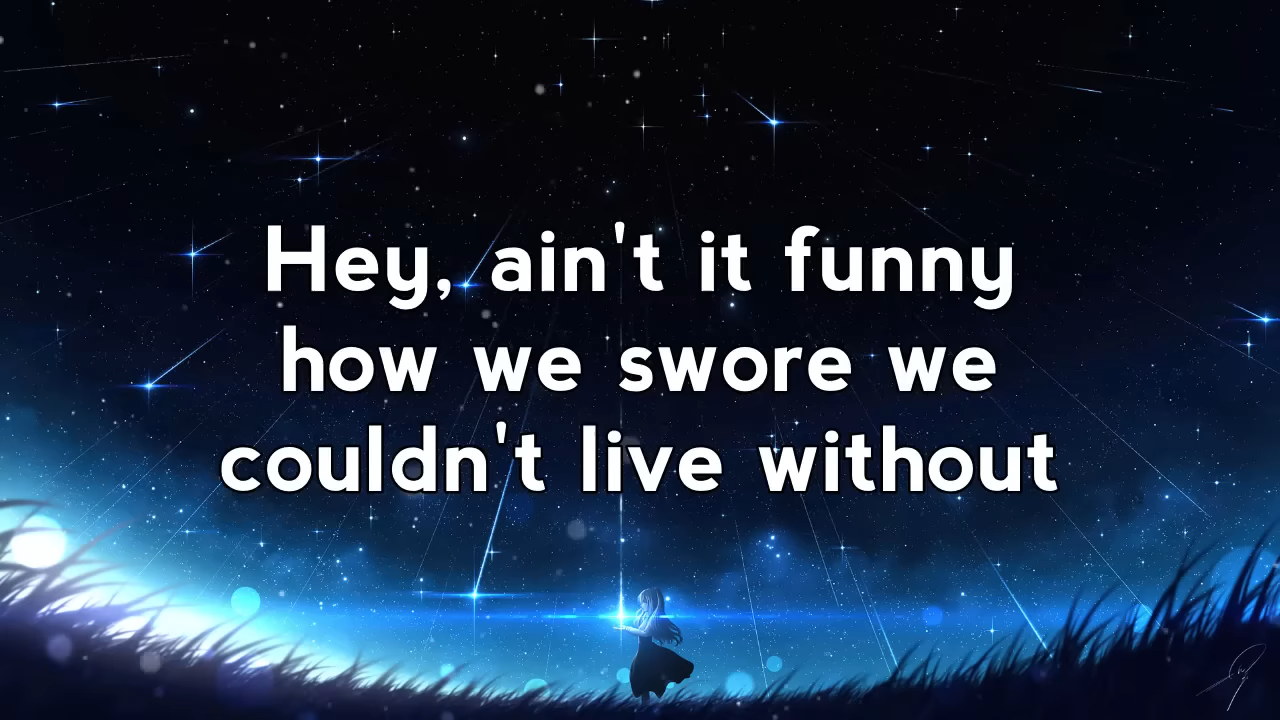 Hey, ain't it funny
how we swore we
couldn't live without